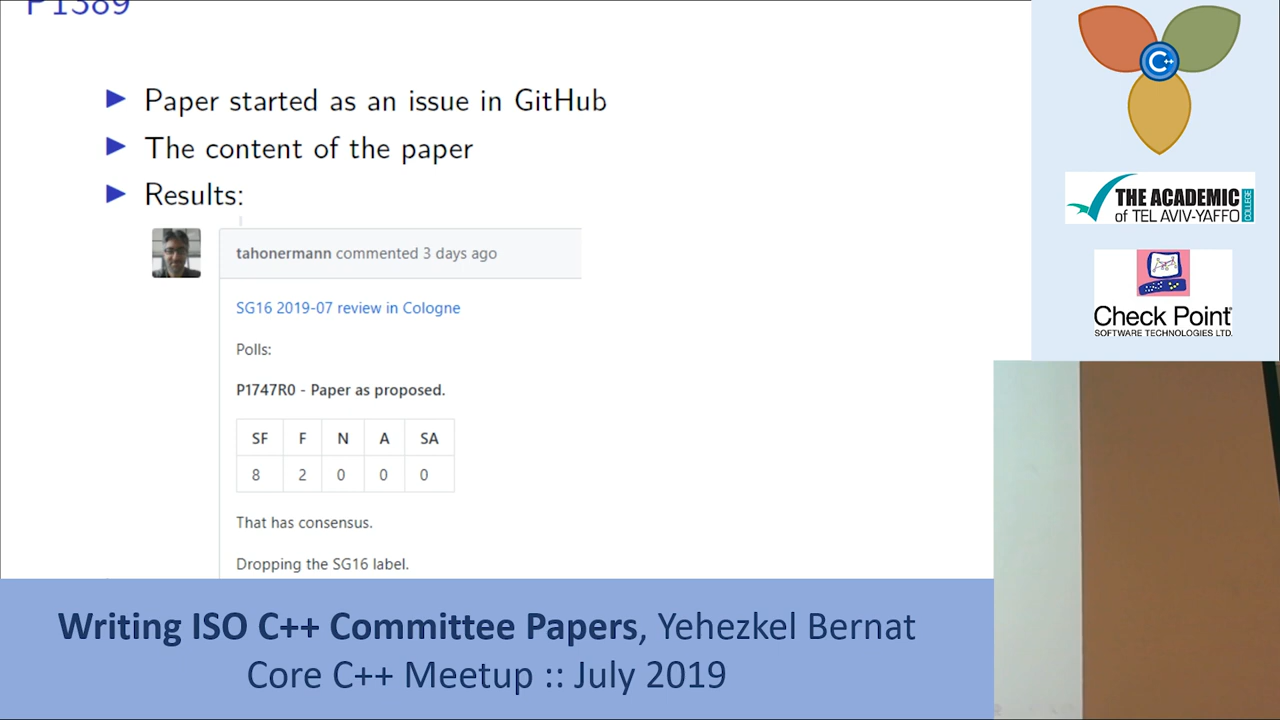 P1389
Paper started as an issue in GitHub
The content of the paper
Results:
tahonermann commented 3 days ago
SG16 2019-07 review in Cologne
Polls:
P1747R0 - Paper as proposed.
SF F N A SA
8 2 0 0 0
That has consensus.
Dropping the SG16 label.
Writing ISO C++ Committee Papers, Yehezkel Bernat
Core C++ Meetup :: July 2019
C++
THE ACADEMIC
of TEL AVIV-YAFFO
COLLEGE
Check Point
SOFTWARE TECHNOLOGIES LTD.